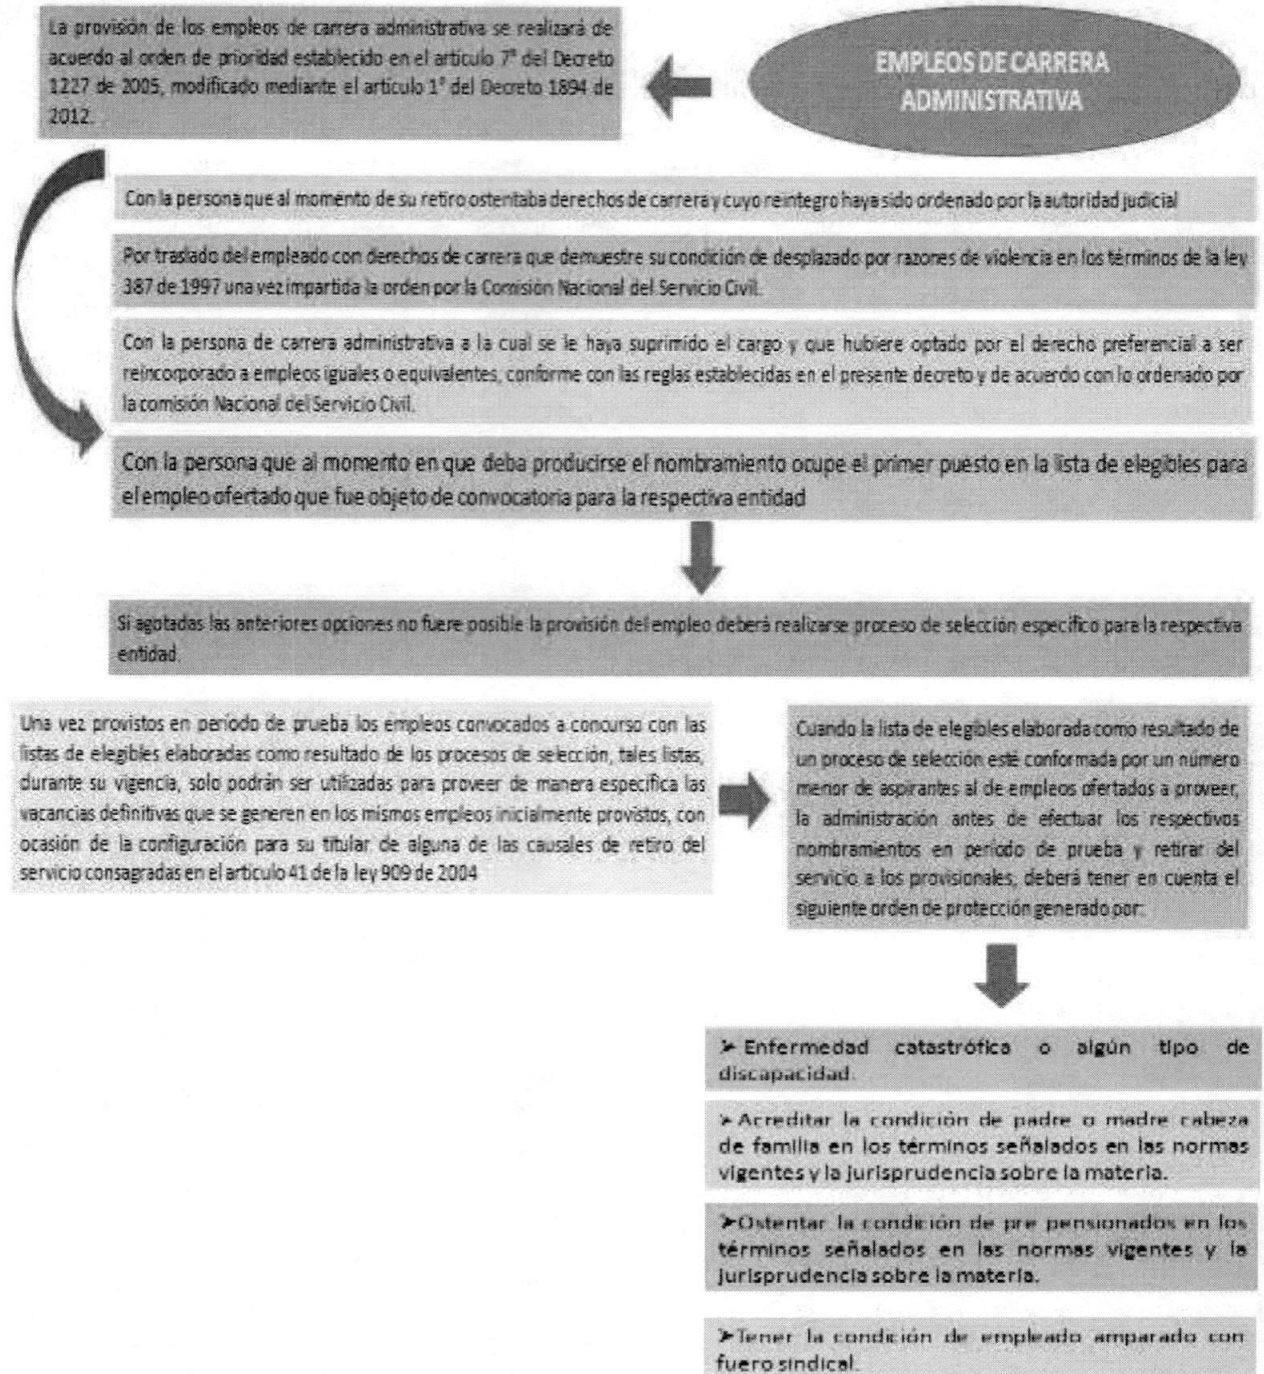 La provisión de los empleos de carrera administrativa se realizará de
acuerdo al orden de prioridad establecido en el artículo 7° del Decreto
1227 de 2005, modificado mediante el artículo 1° del Decreto 1894 de
2012.
EMPLEOS DE CARRERA
ADMINISTRATIVA
Con la persona que al momento de su retiro ostentaba derechos de carrera y cuyo reintegro haya sido ordenado por la autoridad judicial
Por traslado del empleado con derechos de carrera que demuestre su condición de desplazado por razones de violencia en los términos de la ley
387 de 1997 una vez impartida la orden por la Comisión Nacional del Servicio Civil.
Con la persona de carrera administrativa a la cual se le haya suprimido el cargo y que hubiere optado por el derecho preferencial a ser
reincorporado a empleos iguales o equivalentes, conforme con las reglas establecidas en el presente decreto y de acuerdo con lo ordenado por
la comisión Nacional del Servicio Civil.
Con la persona que al momento en que deba producirse el nombramiento ocupe el primer puesto en la lista de elegibles para
el empleo ofertado que fue objeto de convocatoria para la respectiva entidad
Si agotadas las anteriores opciones no fuere posible la provisión del empleo deberá realizarse proceso de selección específico para la respectiva
entidad.
Una vez provistos en período de prueba los empleos convocados a concurso con las
listas de elegibles elaboradas como resultado de los procesos de selección, tales listas,
durante su vigencia, solo podrán ser utilizadas para proveer de manera específica las
vacancias definitivas que se generen en los mismos empleos inicialmente provistos, con
ocasión de la configuración para su titular de alguna de las causales de retiro del
servicio consagradas en el artículo 41 de la ley 909 de 2004
Cuando la lista de elegibles elaborada como resultado de
un proceso de selección esté conformada por un número
menor de aspirantes al de empleos ofertados a proveer,
la administración antes de efectuar los respectivos
nombramientos en período de prueba y retirar del
servicio a los provisionales, deberá tener en cuenta el
siguiente orden de protección generado por:
➢ Enfermedad catastrófica o algún tipo de
discapacidad.
➢ Acreditar la condición de padre o madre cabeza
de familia en los términos señalados en las normas
vigentes y la jurisprudencia sobre la materia.
➢Ostentar la condición de pre pensionados en los
términos señalados en las normas vigentes y la
jurisprudencia sobre la materia.
➢Tener la condición de empleado amparado con
fuero sindical.